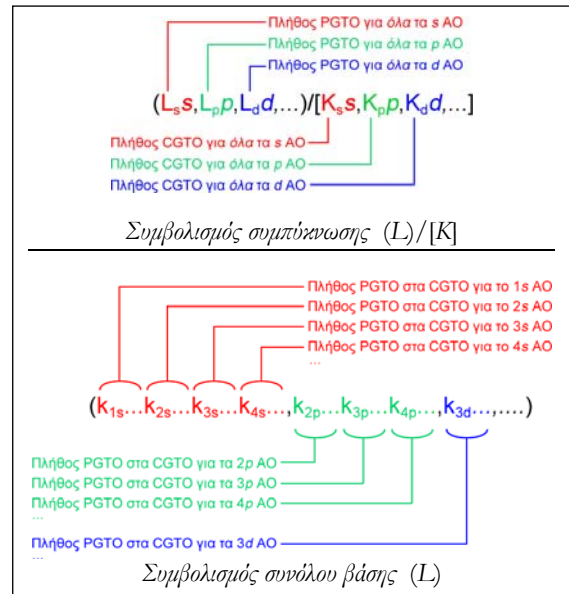 Πλήθος PGTO για όλα τα s AO
Πλήθος PGTO για όλα τα p AO
Πλήθος PGTO για όλα τα d AO
(Lₛs,Lₚp,L_dd,...)/[Kₛs,Kₚp,K_dd,...]
Πλήθος CGTO για όλα τα s AO
Πλήθος CGTO για όλα τα p AO
Πλήθος CGTO για όλα τα d AO
Συμβολισμός συμπύκνωσης (L)/[K]
Πλήθος PGTO στα CGTO για το 1s AO
Πλήθος PGTO στα CGTO για το 2s AO
Πλήθος PGTO στα CGTO για το 3s AO
Πλήθος PGTO στα CGTO για το 4s AO
...
(k₁ₛ...k₂ₛ...k₃ₛ...k₄ₛ...,k₂ₚ...k₃ₚ...k₄ₚ...,k_3d...,....)
Πλήθος PGTO στα CGTO για τα 2p AO
Πλήθος PGTO στα CGTO για τα 3p AO
Πλήθος PGTO στα CGTO για τα 4p AO
...
Πλήθος PGTO στα CGTO για τα 3d AO
...
Συμβολισμός συνόλου βάσης (L)